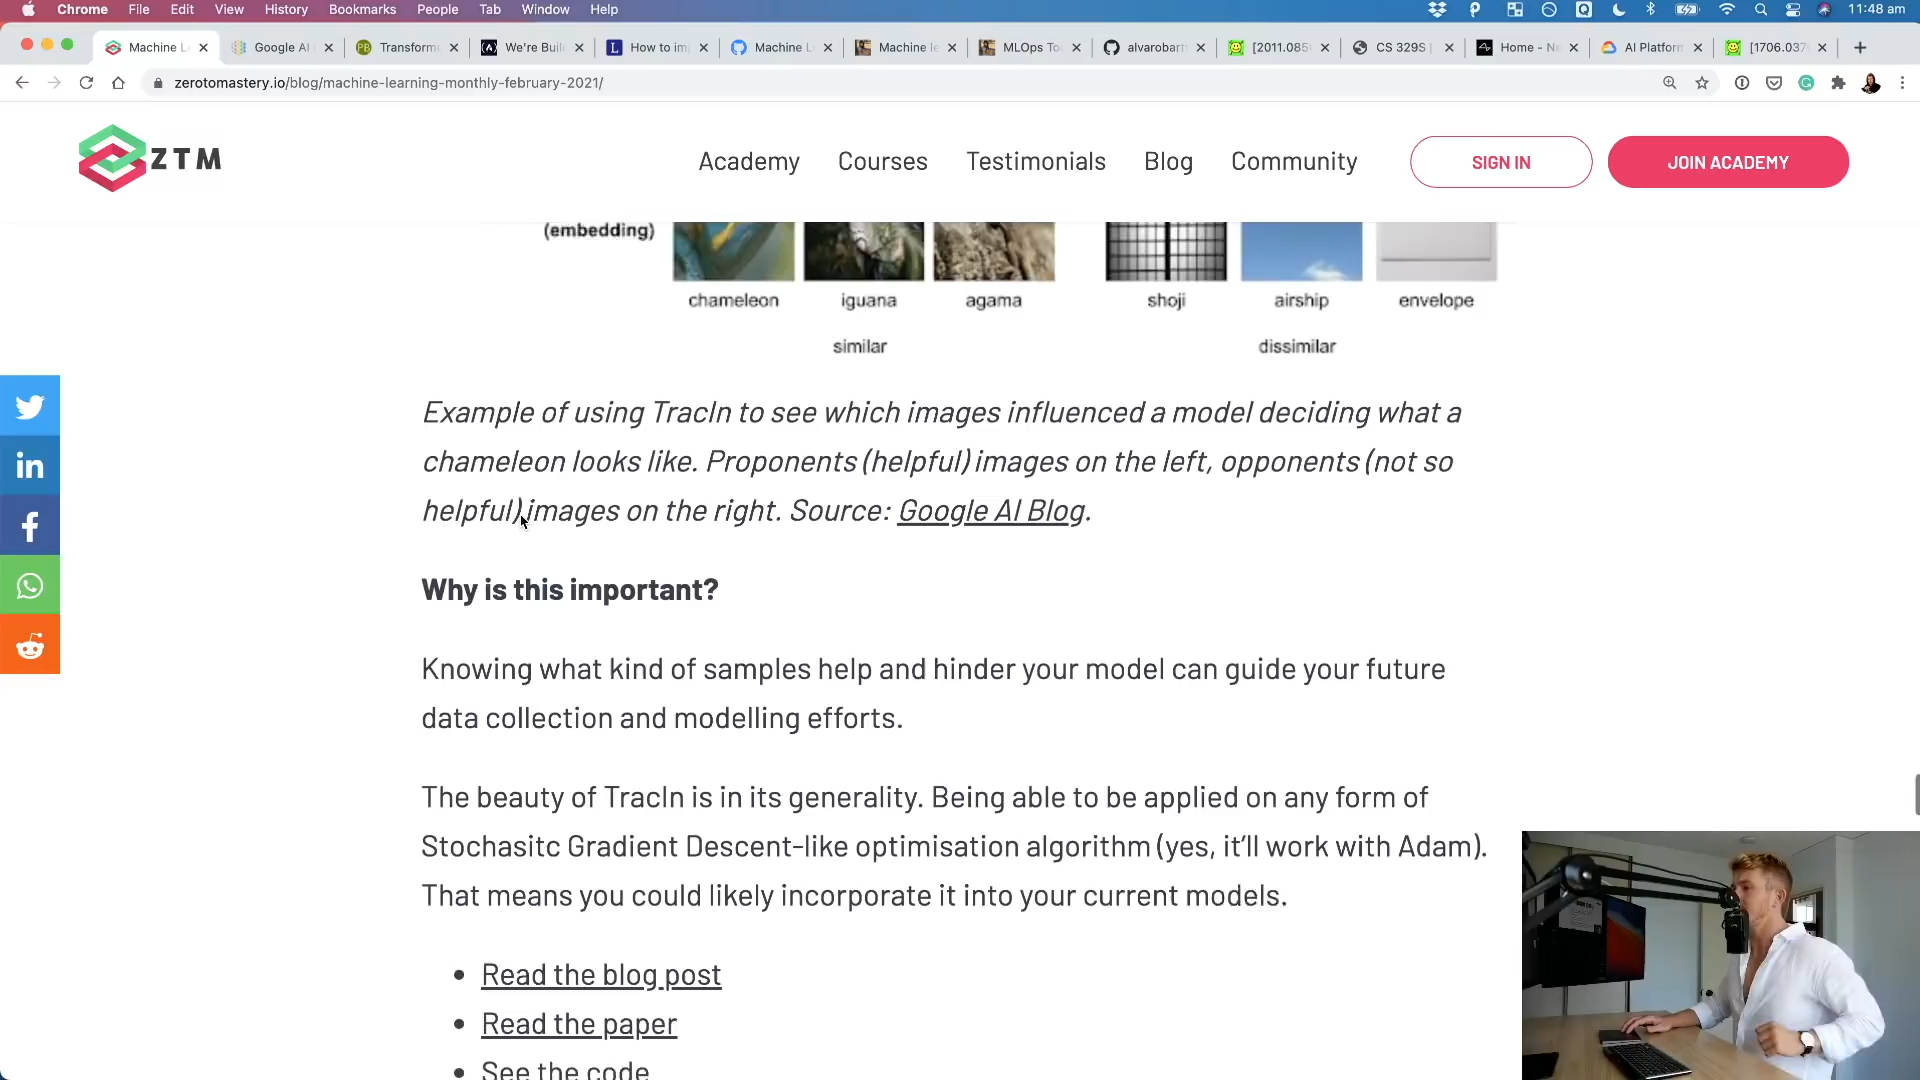 Chrome File Edit View History Bookmarks People Tab Window Help 11:48 am
Machine L Google AI Transform We're Buil How to im Machine L Machine le MLOps To alvarobart [2011.085 CS 329S Home - Ne AI Platform [1706.037
zerotomastery.io/blog/machine-learning-monthly-february-2021/
ZTM Academy Courses Testimonials Blog Community SIGN IN JOIN ACADEMY
(embedding)
chameleon iguana agama shoji airship envelope
similar dissimilar
Example of using TracIn to see which images influenced a model deciding what a
chameleon looks like. Proponents (helpful) images on the left, opponents (not so
helpful) images on the right. Source: Google AI Blog.
Why is this important?
Knowing what kind of samples help and hinder your model can guide your future
data collection and modelling efforts.
The beauty of TracIn is in its generality. Being able to be applied on any form of
Stochasitc Gradient Descent-like optimisation algorithm (yes, it'll work with Adam).
That means you could likely incorporate it into your current models.
• Read the blog post
• Read the paper
• See the code